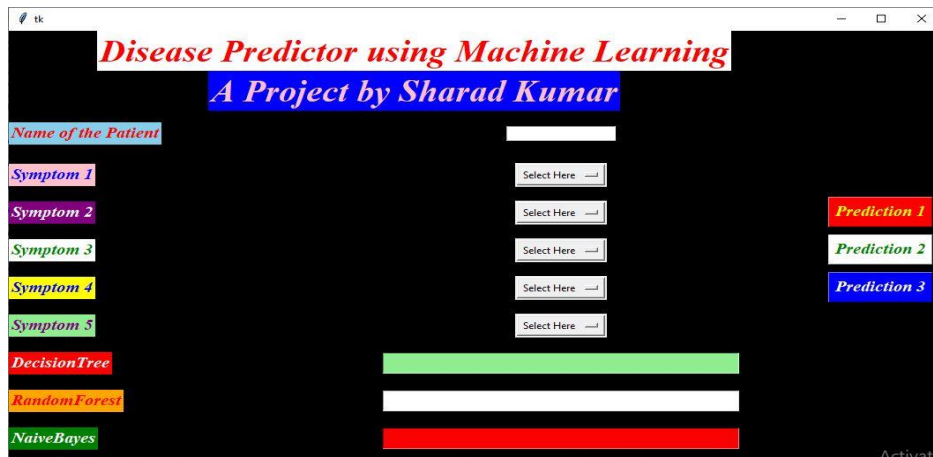 tk
Disease Predictor using Machine Learning
A Project by Sharad Kumar
Name of the Patient
Symptom 1 Select Here
Symptom 2 Select Here Prediction 1
Symptom 3 Select Here Prediction 2
Symptom 4 Select Here Prediction 3
Symptom 5 Select Here
DecisionTree
RandomForest
NaiveBayes
Activat